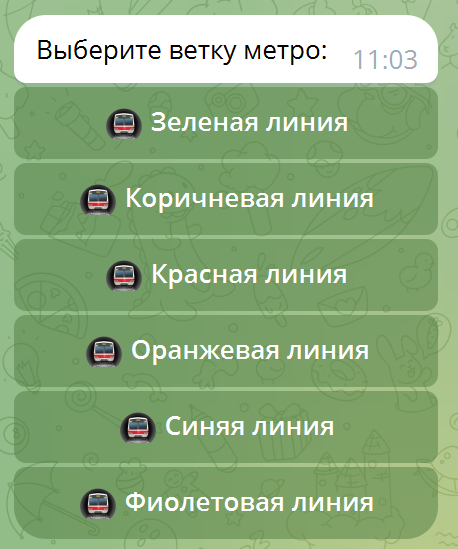 Выберите ветку метро:
11:03
Зеленая линия
Коричневая линия
Красная линия
Оранжевая линия
Синяя линия
Фиолетовая линия